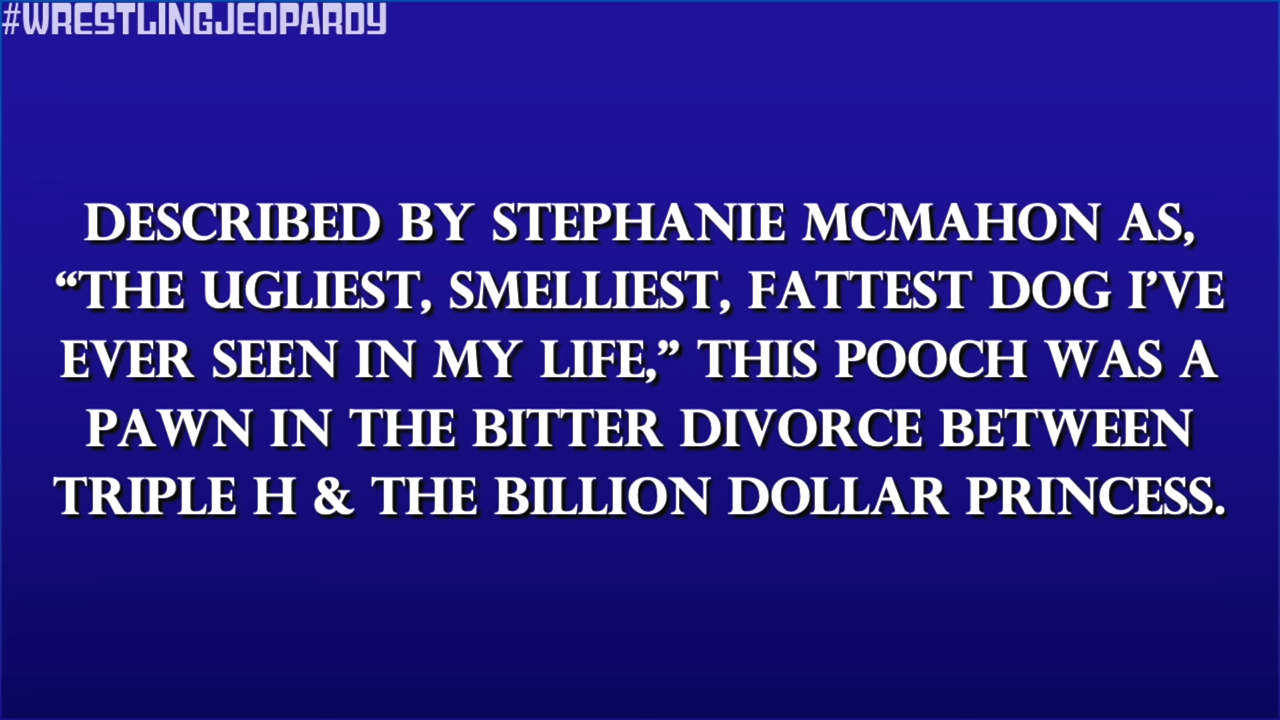 #WRESTLINGJEOPARDY
DESCRIBED BY STEPHANIE MCMAHON AS,
“THE UGLIEST, SMELLIEST, FATTEST DOG I’VE
EVER SEEN IN MY LIFE,” THIS POOCH WAS A
PAWN IN THE BITTER DIVORCE BETWEEN
TRIPLE H & THE BILLION DOLLAR PRINCESS.